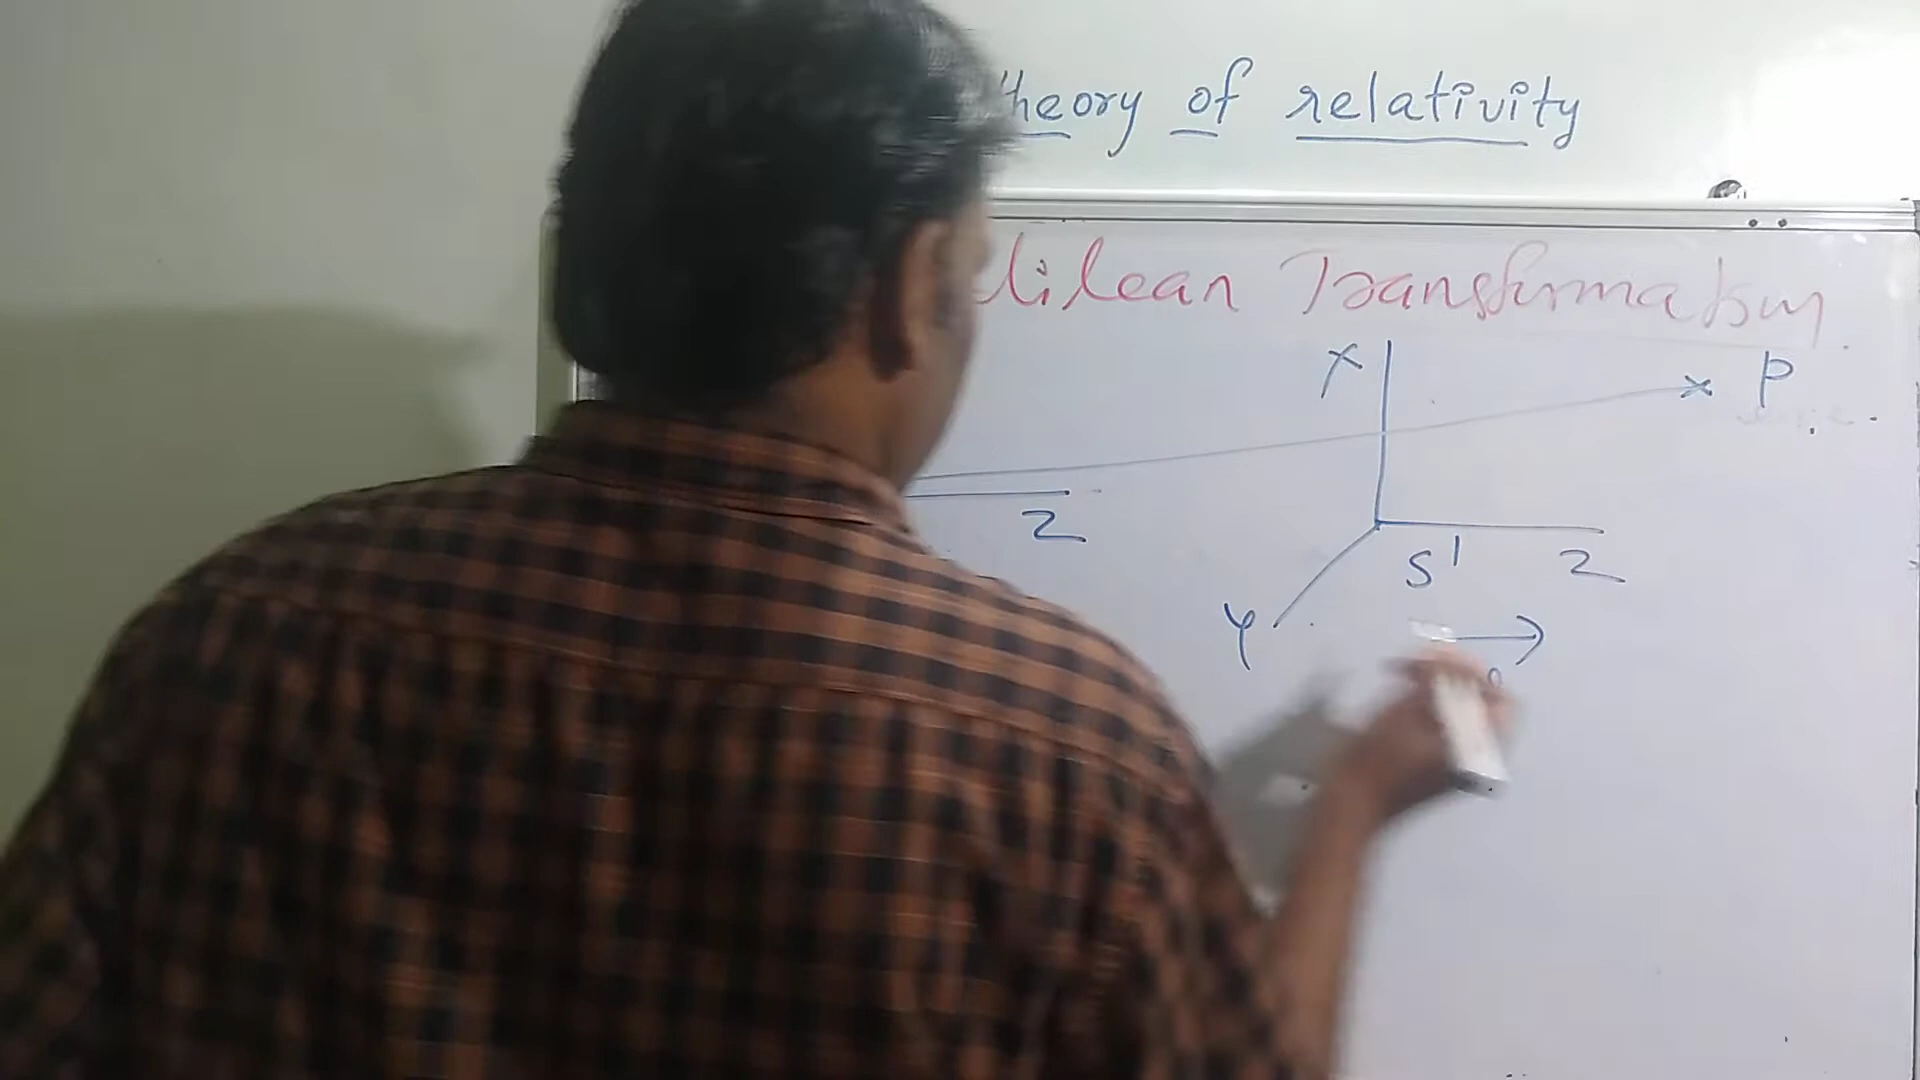 heory of relativity
lilean Transformation
X
x P
Z
S' Z
Y